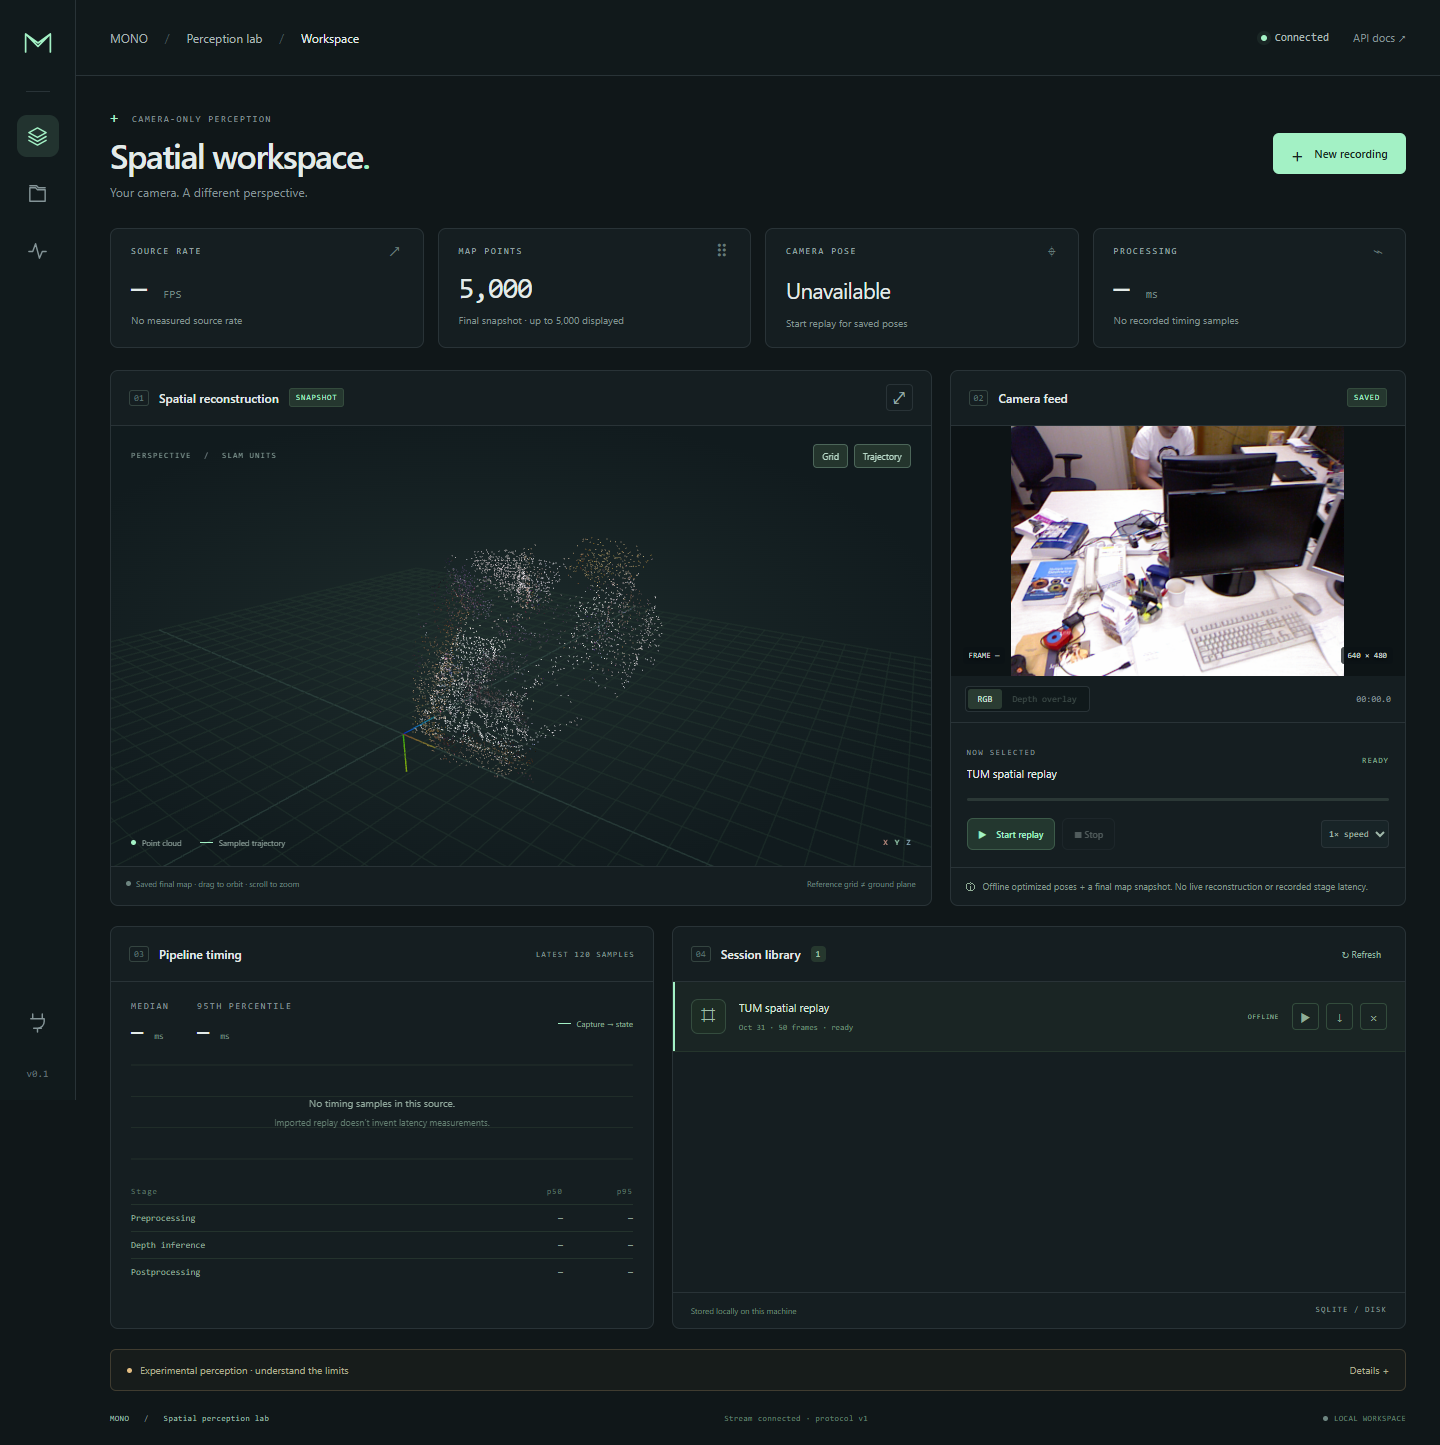 MONO / Perception lab / Workspace
Connected
API docs ↗
+ CAMERA-ONLY PERCEPTION
Spatial workspace.
Your camera. A different perspective.
+ New recording
SOURCE RATE
— FPS
No measured source rate
MAP POINTS
5,000
Final snapshot · up to 5,000 displayed
CAMERA POSE
Unavailable
Start replay for saved poses
PROCESSING
— ms
No recorded timing samples
01 Spatial reconstruction SNAPSHOT
PERSPECTIVE / SLAM UNITS
Grid Trajectory
Point cloud
Sampled trajectory
X Y Z
Saved final map · drag to orbit · scroll to zoom
Reference grid ≠ ground plane
02 Camera feed SAVED
FRAME —
640 × 480
RGB Depth overlay
00:00.0
NOW SELECTED
TUM spatial replay
READY
Start replay
Stop
1× speed
Offline optimized poses + a final map snapshot. No live reconstruction or recorded stage latency.
03 Pipeline timing
LATEST 120 SAMPLES
MEDIAN 95TH PERCENTILE
— ms — ms
Capture → state
No timing samples in this source.
Imported replay doesn't invent latency measurements.
Stage p50 p95
Preprocessing — —
Depth inference — —
Postprocessing — —
04 Session library 1
↻ Refresh
TUM spatial replay
Oct 31 · 50 frames · ready
OFFLINE
Stored locally on this machine
SQLITE / DISK
v0.1
Experimental perception · understand the limits
Details +
MONO / Spatial perception lab
Stream connected · protocol v1
LOCAL WORKSPACE